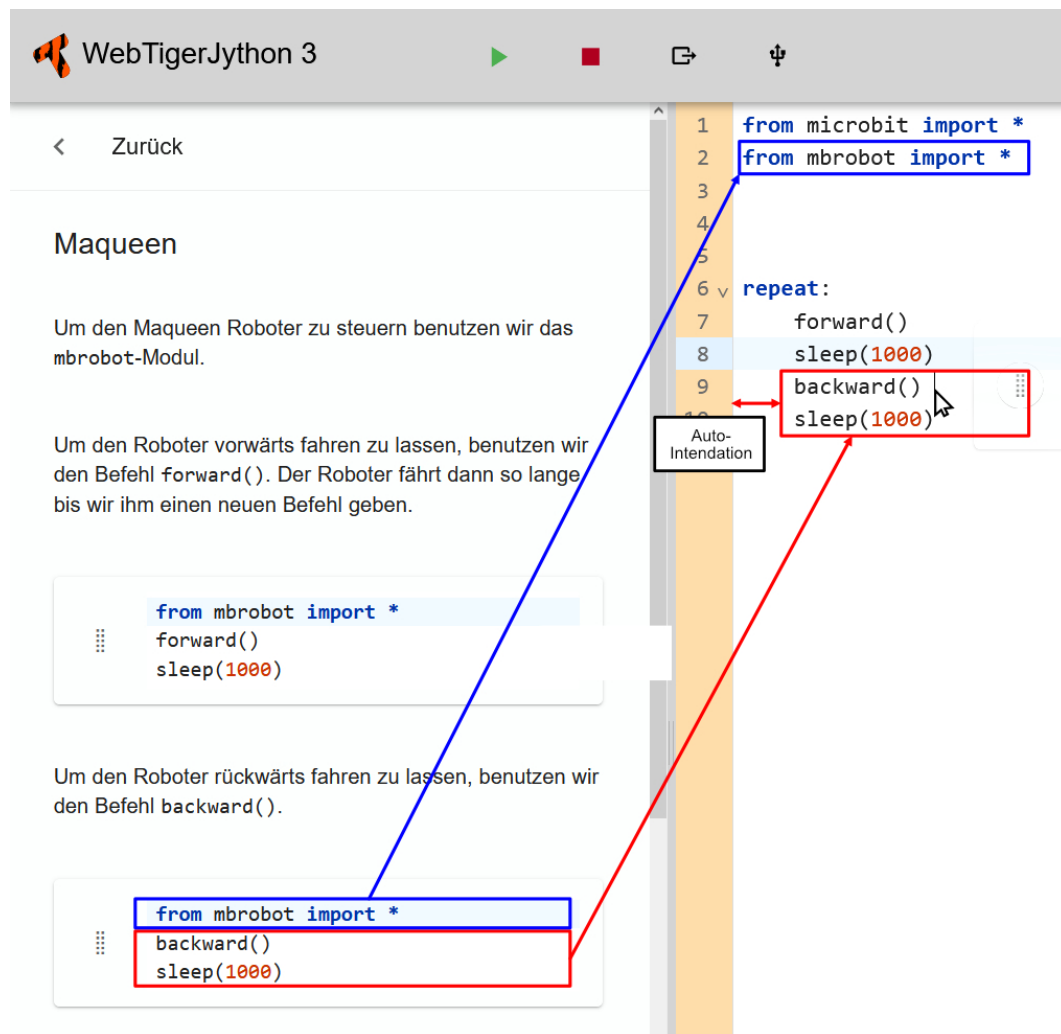 WebTigerJython 3
Zurück
Maqueen
Um den Maqueen Roboter zu steuern benutzen wir das
mbrobot-Modul.
Um den Roboter vorwärts fahren zu lassen, benutzen wir
den Befehl forward(). Der Roboter fährt dann so lange,
bis wir ihm einen neuen Befehl geben.
from mbrobot import *
forward()
sleep(1000)
Um den Roboter rückwärts fahren zu lassen, benutzen wir
den Befehl backward().
from mbrobot import *
backward()
sleep(1000)
1 from microbit import *
2 from mbrobot import *
3
4
5
6 repeat:
7 forward()
8 sleep(1000)
9 backward()
10 sleep(1000)
Auto-
Intendation